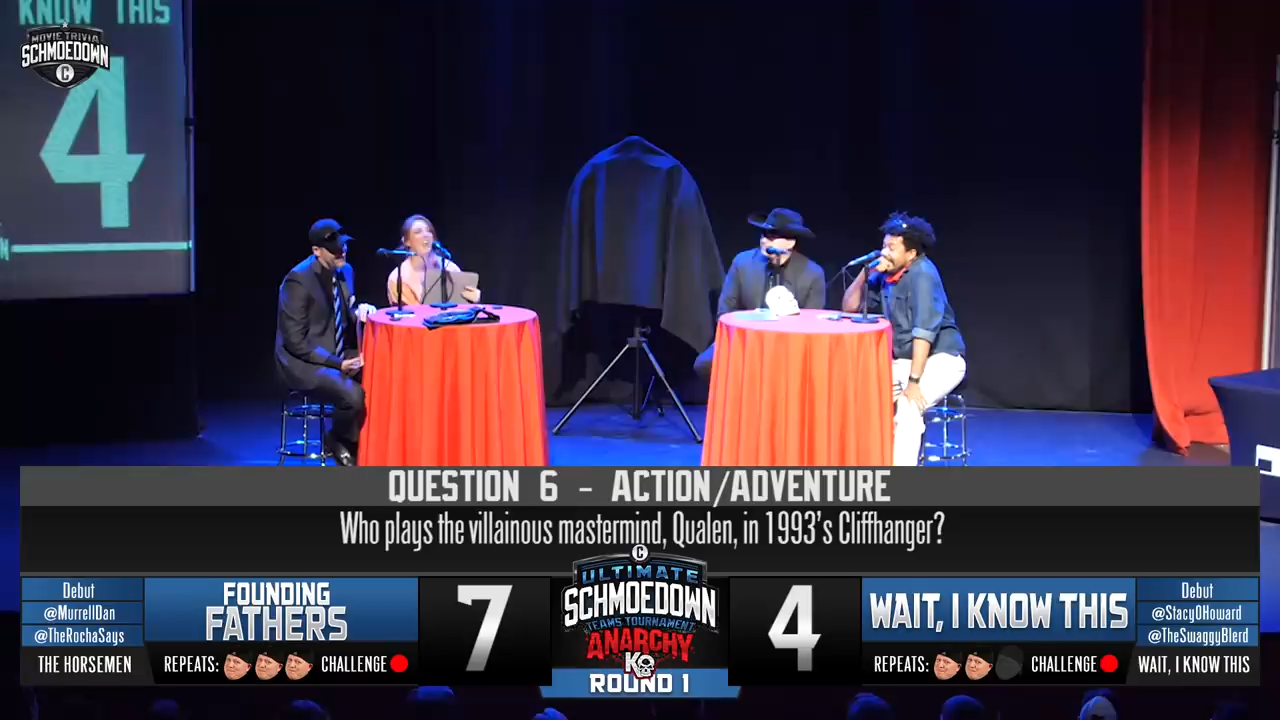 KNOW THIS
MOVIE TRIVIA
SCHMOEDOWN
C
4
QUESTION 6 - ACTION/ADVENTURE
Who plays the villainous mastermind, Qualen, in 1993's Cliffhanger?
Debut
@MurrellDan
@TheRochaSays
THE HORSEMEN
FOUNDING
FATHERS
REPEATS:
CHALLENGE
7
C
ULTIMATE
SCHMOEDOWN
TEAMS TOURNAMENT
ANARCHY
KO
ROUND 1
4
WAIT, I KNOW THIS
REPEATS:
CHALLENGE
Debut
@StacyOHoward
@TheSwaggyBlerd
WAIT, I KNOW THIS